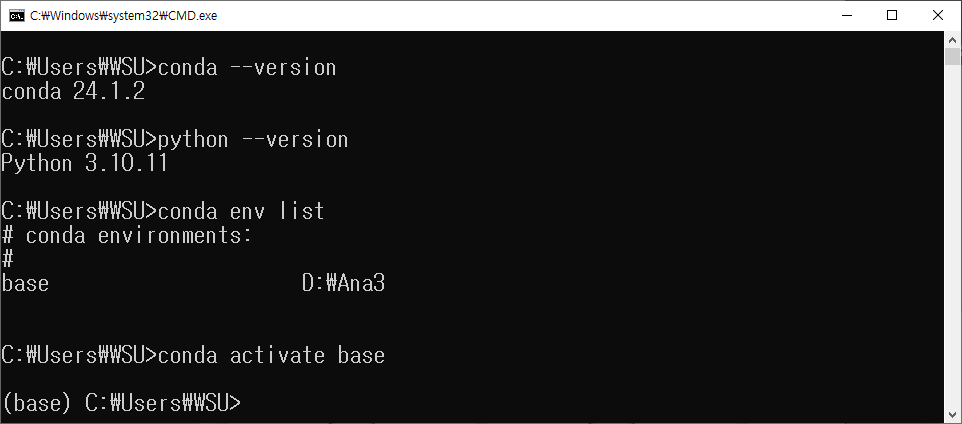 C:₩Windows₩system32₩CMD.exe
C:₩Users₩WSU>conda --version
conda 24.1.2
C:₩Users₩WSU>python --version
Python 3.10.11
C:₩Users₩WSU>conda env list
# conda environments:
#
base                     D:₩Ana3
C:₩Users₩WSU>conda activate base
(base) C:₩Users₩WSU>